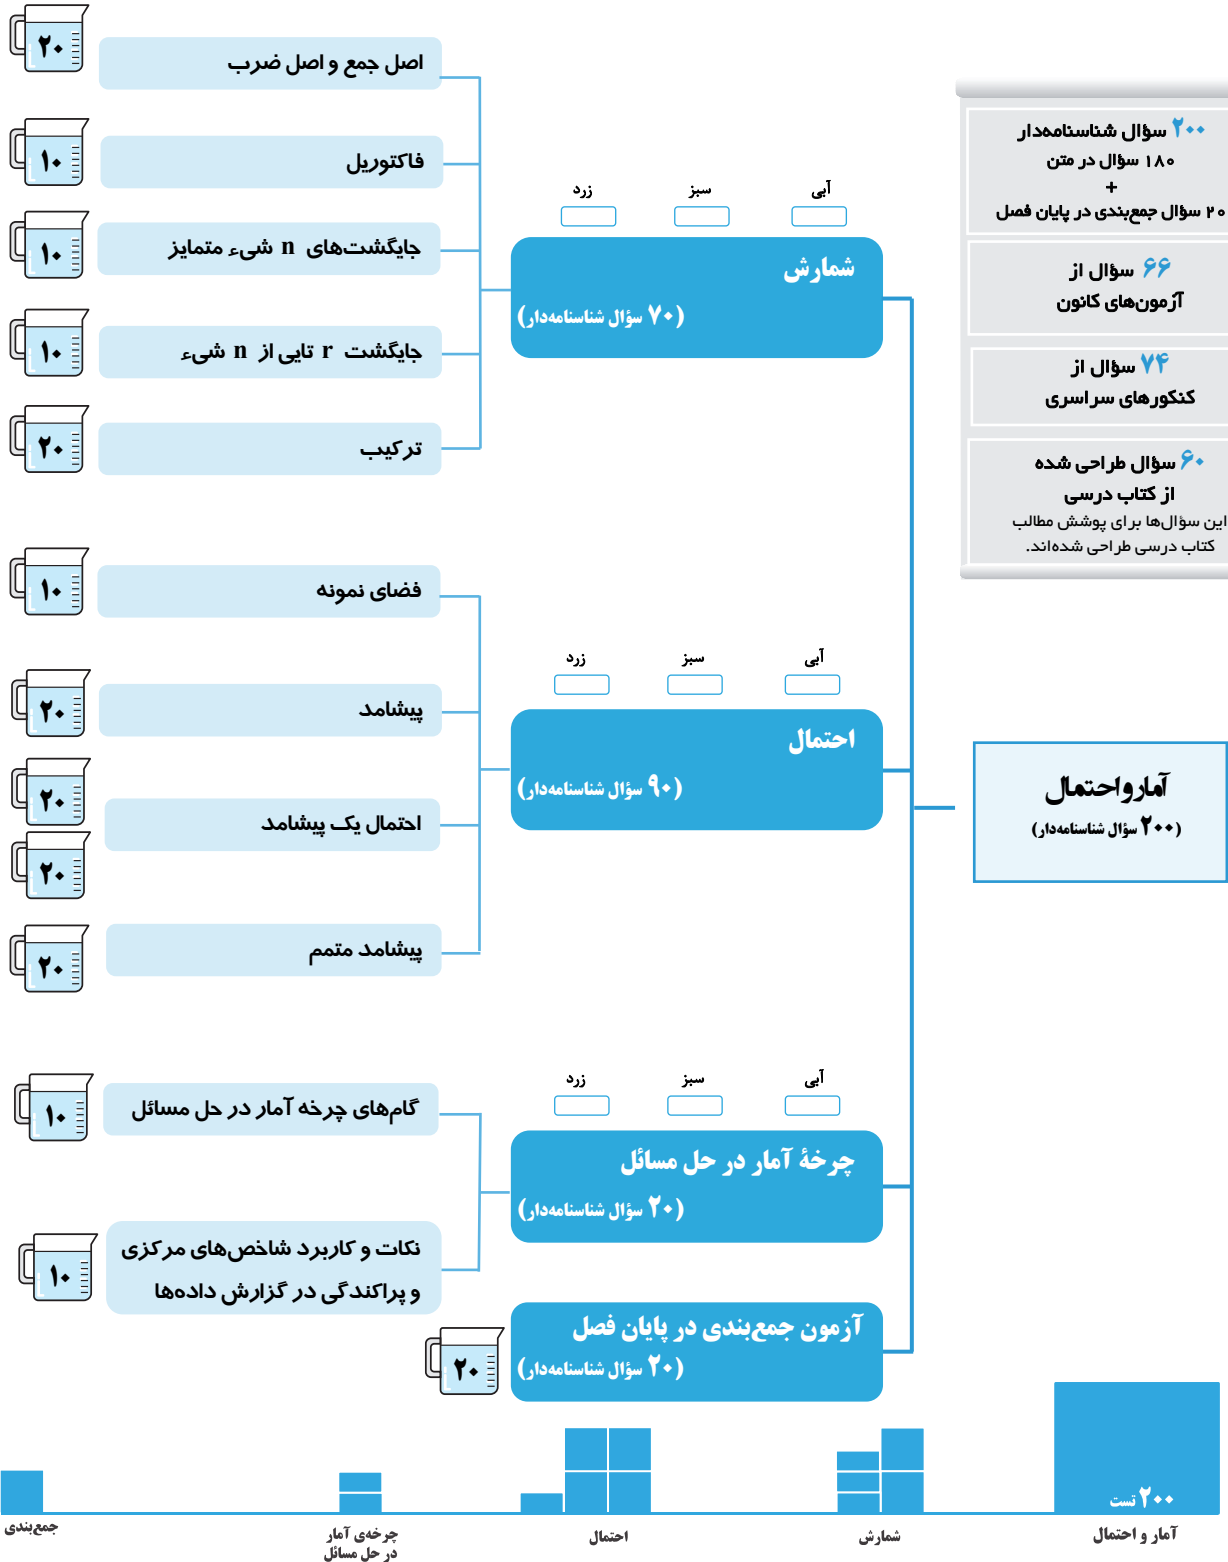 ۲۰۰ سؤال شناسنامه‌دار
۱۸۰ سؤال در متن
+
۲۰ سؤال جمع‌بندی در پایان فصل
۶۶ سؤال از
آزمون‌های کانون
۷۴ سؤال از
کنکورهای سراسری
۶۰ سؤال طراحی شده
از کتاب درسی
این سؤال‌ها برای پوشش مطالب
کتاب درسی طراحی شده‌اند.
آمار و احتمال
(۲۰۰ سؤال شناسنامه‌دار)
آبی سبز زرد
شمارش
(۷۰ سؤال شناسنامه‌دار)
اصل جمع و اصل ضرب
۲۰
فاکتوریل
۱۰
جایگشت‌های n شیء متمایز
۱۰
جایگشت r تایی از n شیء
۱۰
ترکیب
۲۰
آبی سبز زرد
احتمال
(۹۰ سؤال شناسنامه‌دار)
فضای نمونه
۱۰
پیشامد
۲۰
احتمال یک پیشامد
۲۰
۲۰
پیشامد متمم
۲۰
آبی سبز زرد
چرخهٔ آمار در حل مسائل
(۲۰ سؤال شناسنامه‌دار)
گام‌های چرخه آمار در حل مسائل
۱۰
نکات و کاربرد شاخص‌های مرکزی
و پراکندگی در گزارش داده‌ها
۱۰
آزمون جمع‌بندی در پایان فصل
(۲۰ سؤال شناسنامه‌دار)
۲۰
۲۰۰ تست
آمار و احتمال
شمارش
احتمال
چرخه‌ی آمار
در حل مسائل
جمع‌بندی